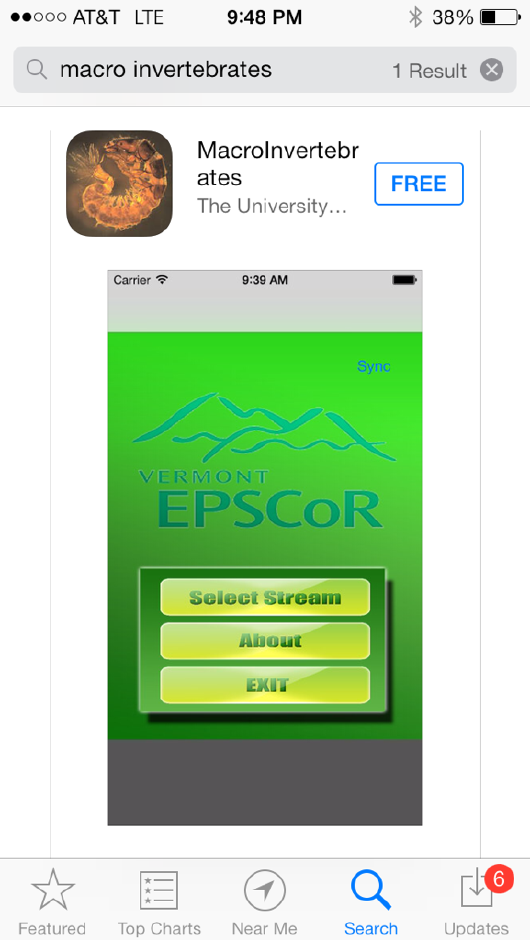 AT&T LTE 9:48 PM 38%
macro invertebrates 1 Result
MacroInvertebr
ates
FREE
The University...
Carrier 9:39 AM
Sync
VERMONT
EPSCoR
Select Stream
About
EXIT
6
Featured Top Charts Near Me Search Updates